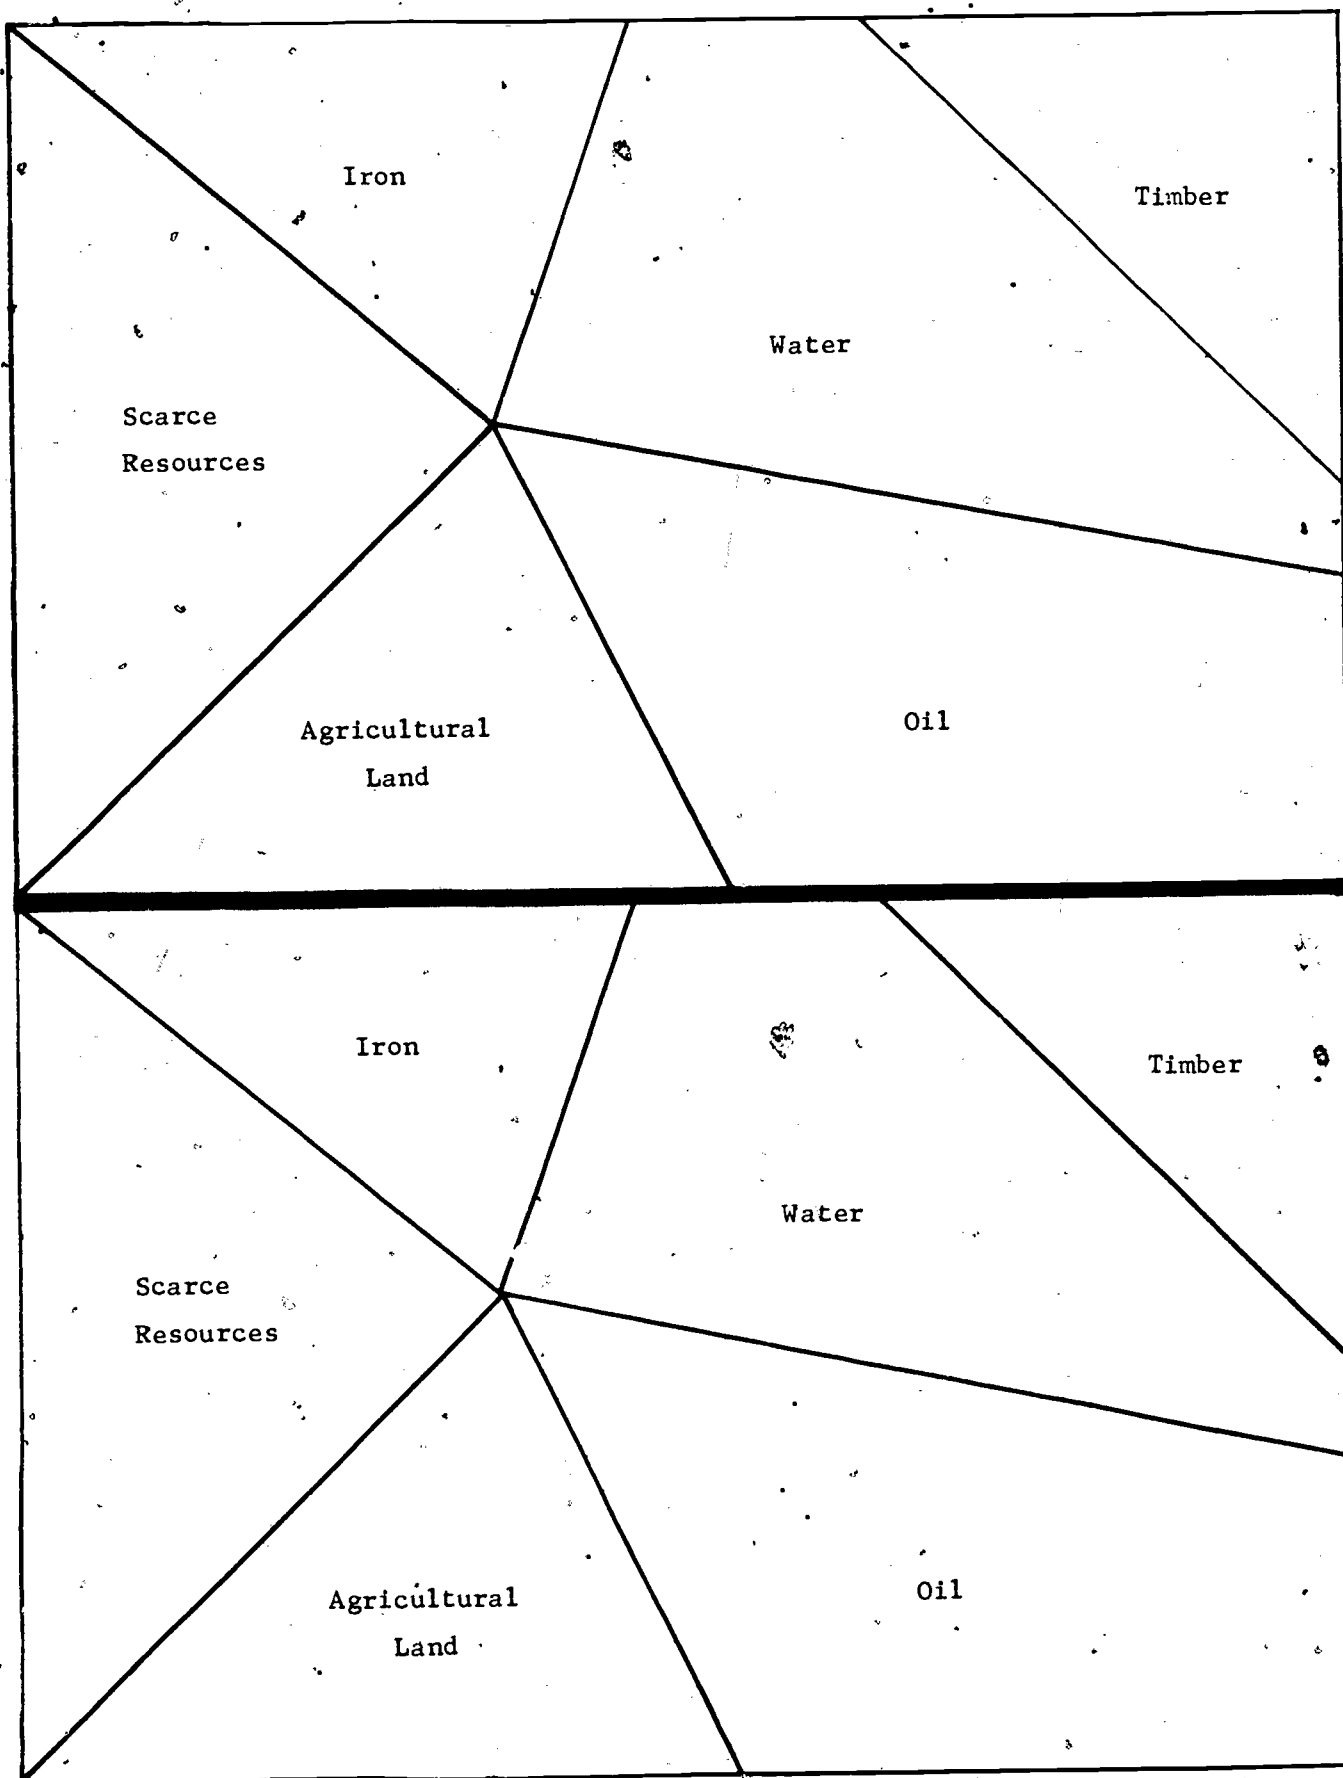 Iron
Timber
Water
Scarce
Resources
Agricultural
Land
Oil
Iron
Timber
Water
Scarce
Resources
Agricultural
Land
Oil